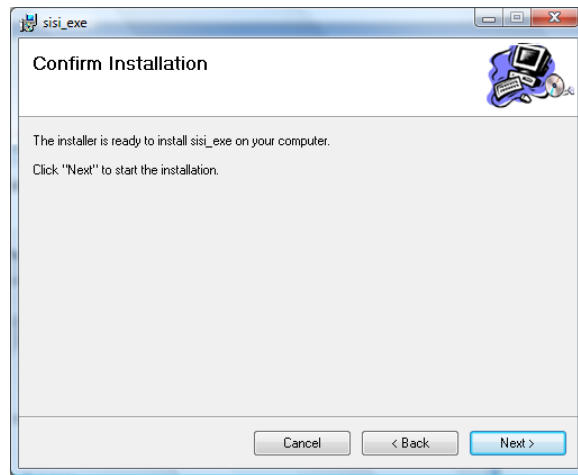 sisi_exe
Confirm Installation
The installer is ready to install sisi_exe on your computer.
Click "Next" to start the installation.
Cancel
< Back
Next >